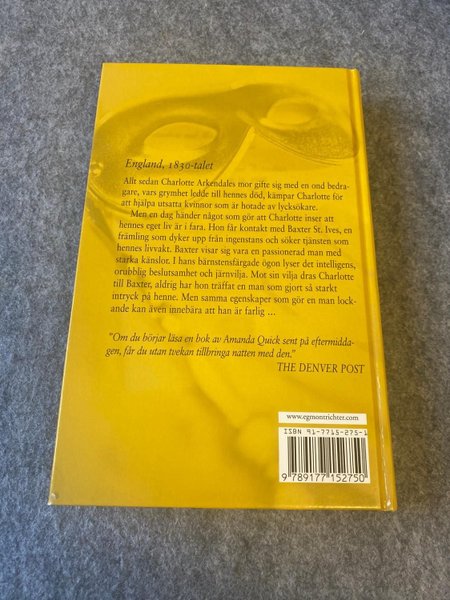 England, 1830-talet
Allt sedan Charlotte Arkendales mor gifte sig med en ond bedra-
gare, vars grymhet ledde till hennes död, kämpar Charlotte för
att hjälpa utsatta kvinnor som är hotade av lycksökare.
Men en dag händer något som gör att Charlotte inser att
hennes eget liv är i fara. Hon får kontakt med Baxter St. Ives, en
främling som dyker upp från ingenstans och söker tjänsten som
hennes livvakt. Baxter visar sig vara en passionerad man med
starka känslor. I hans bärnstensfärgade ögon lyser det intelligens,
orubblig beslutsamhet och järnvilja. Mot sin vilja dras Charlotte
till Baxter, aldrig har hon träffat en man som gjort så starkt
intryck på henne. Men samma egenskaper som gör en man lock-
ande kan även innebära att han är farlig ...
"Om du börjar läsa en bok av Amanda Quick sent på eftermidda-
gen, får du utan tvekan tillbringa natten med den."
THE DENVER POST
www.egmontrichter.com
ISBN 91-7715-275-1
9 789177 152750